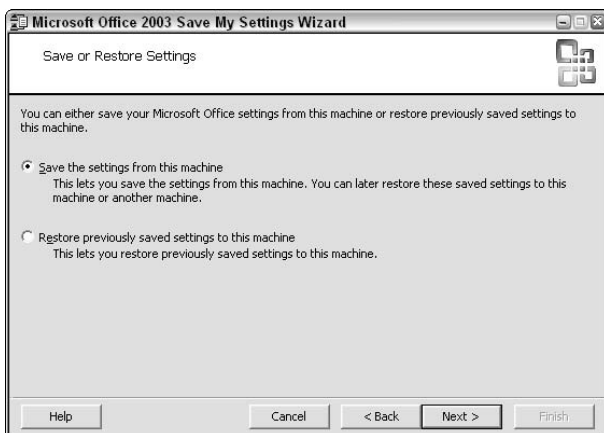 Microsoft Office 2003 Save My Settings Wizard
Save or Restore Settings
You can either save your Microsoft Office settings from this machine or restore previously saved settings to
this machine.
Save the settings from this machine
This lets you save the settings from this machine. You can later restore these saved settings to this
machine or another machine.
Restore previously saved settings to this machine
This lets you restore previously saved settings to this machine.
Help
Cancel
< Back
Next >
Finish